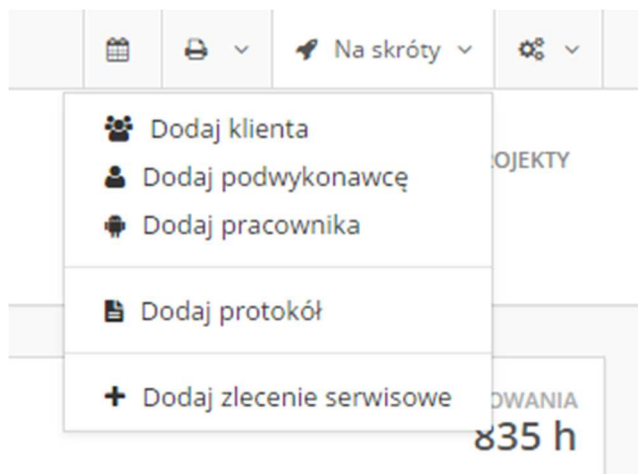 Na skróty
Dodaj klienta
Dodaj podwykonawcę
Dodaj pracownika
Dodaj protokół
Dodaj zlecenie serwisowe
835 h